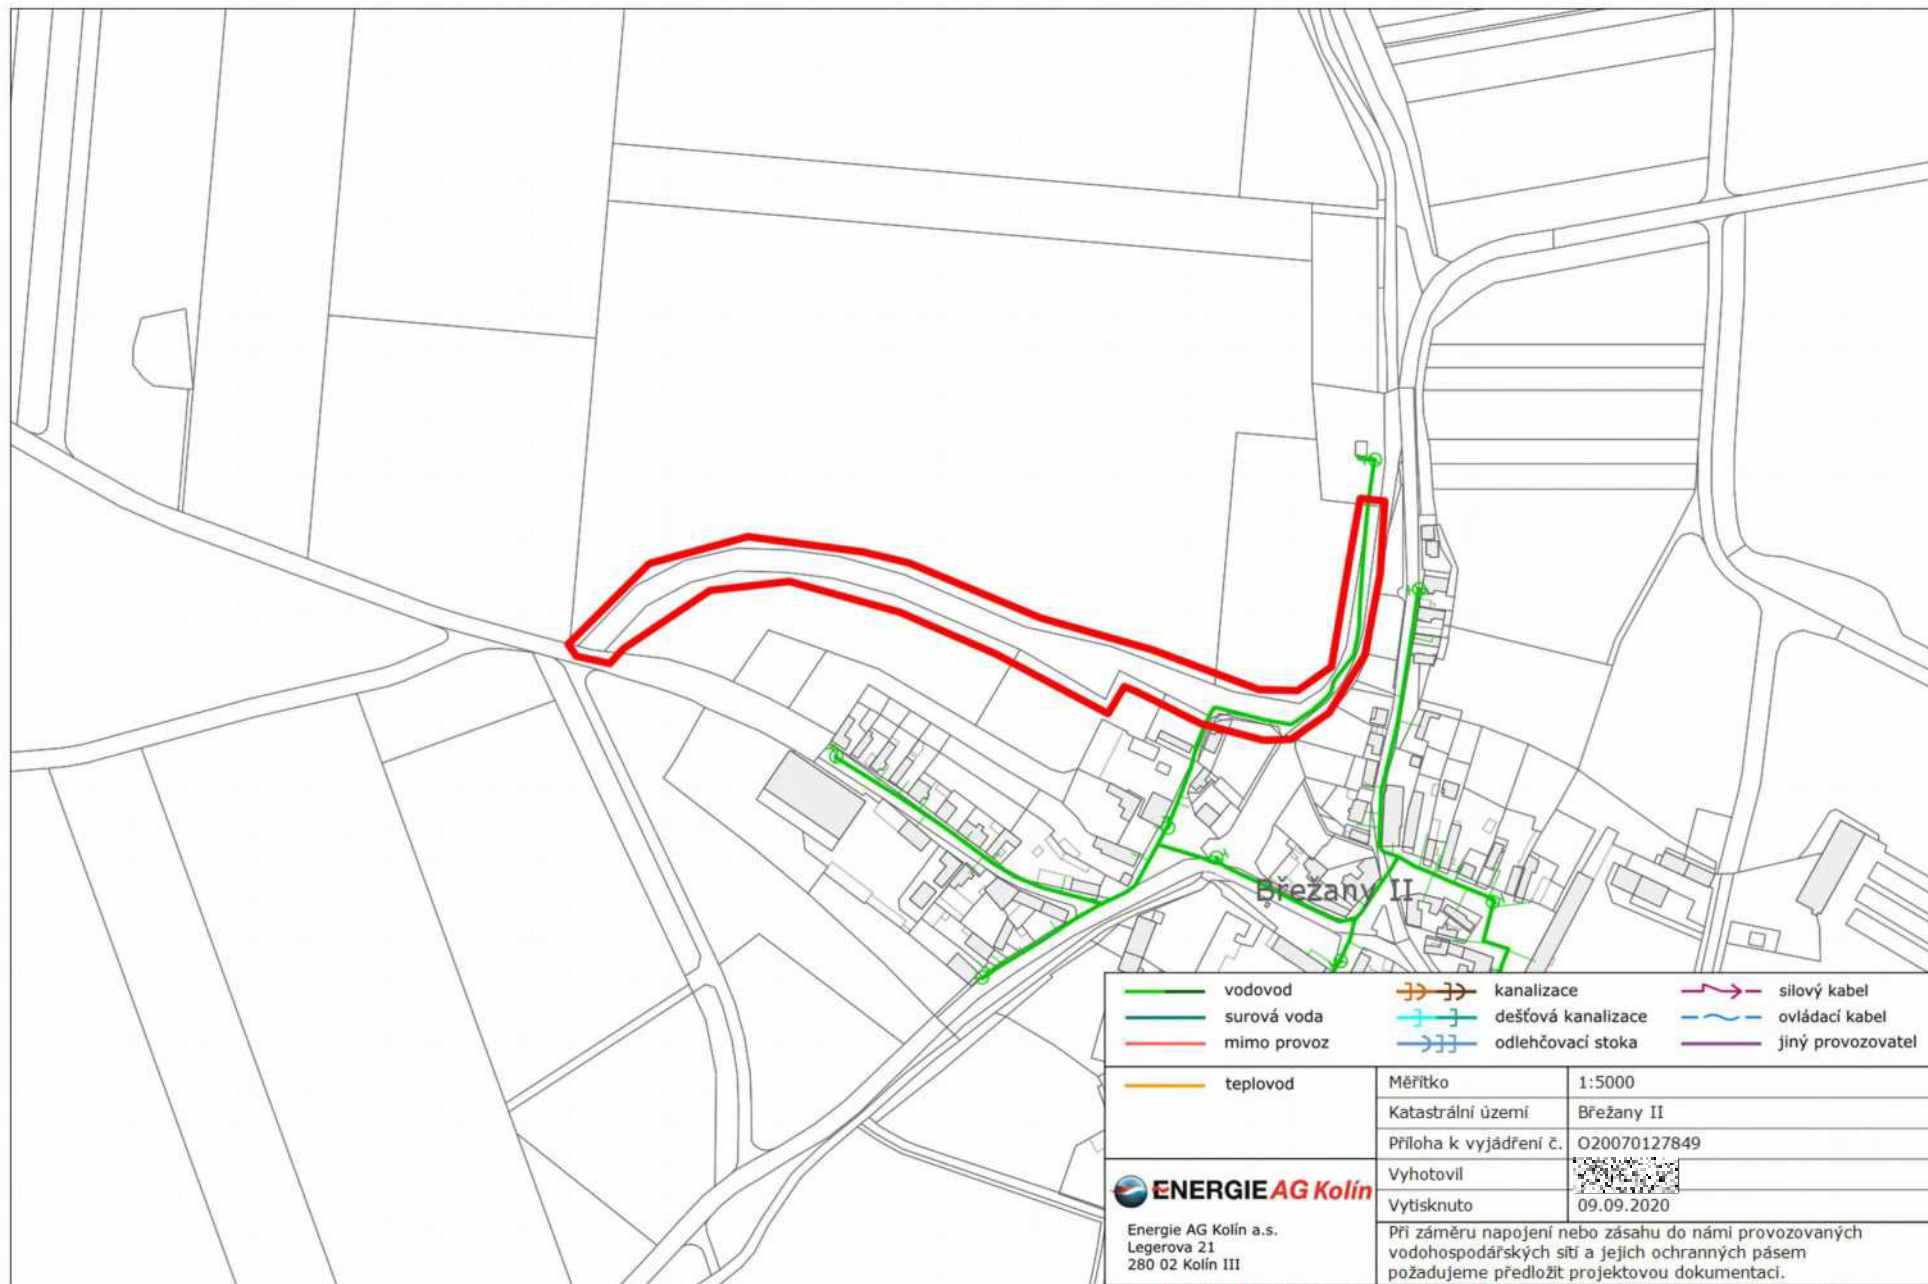 Břežany II
vodovod
surová voda
mimo provoz
kanalizace
dešťová kanalizace
odlehčovací stoka
silový kabel
ovládací kabel
jiný provozovatel
teplovod
Měřítko 1:5000
Katastrální území Břežany II
Příloha k vyjádření č. O20070127849
Vyhotovil
Vytisknuto 09.09.2020
ENERGIE AG Kolín
Energie AG Kolín a.s.
Legerova 21
280 02 Kolín III
Při záměru napojení nebo zásahu do námi provozovaných
vodohospodářských sítí a jejich ochranných pásem
požadujeme předložit projektovou dokumentaci.